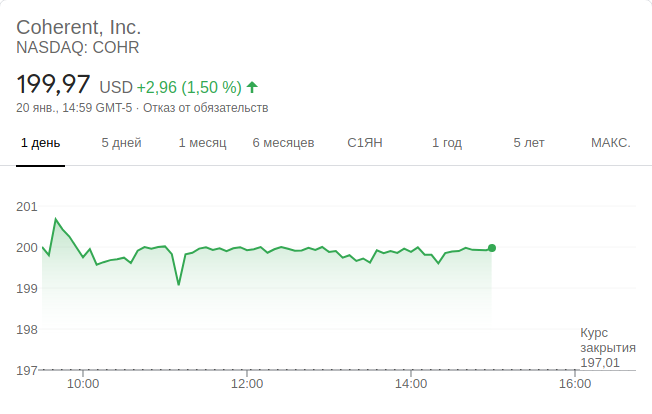 Coherent, Inc.
NASDAQ: COHR
199,97 USD +2,96 (1,50 %)
20 янв., 14:59 GMT-5 · Отказ от обязательств
1 день 5 дней 1 месяц 6 месяцев С1ЯН 1 год 5 лет МАКС.
201
200
199
198
Курс
закрытия
197,01
197
10:00 12:00 14:00 16:00